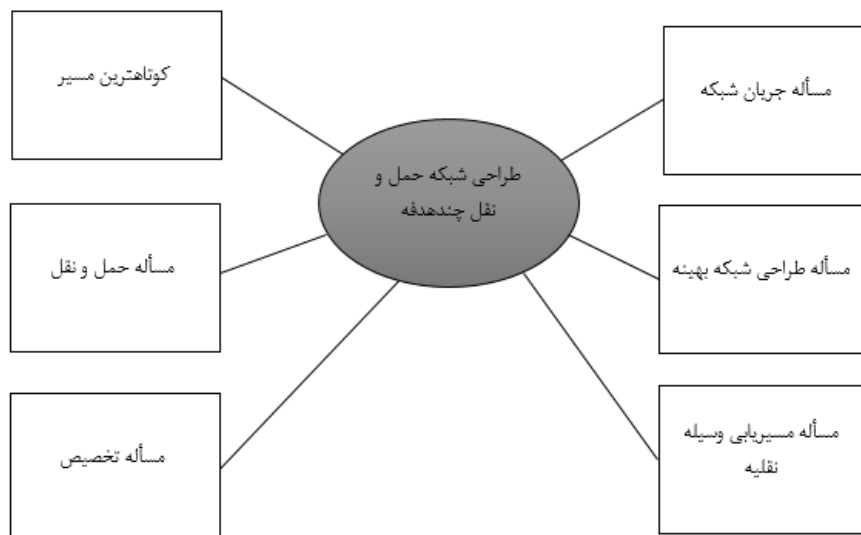 کوتاهترین مسیر
مسأله جریان شبکه
طراحی شبکه حمل و
نقل چندهدفه
مسأله حمل و نقل
مسأله طراحی شبکه بهینه
مسأله تخصیص
مسأله مسیریابی وسیله
نقلیه